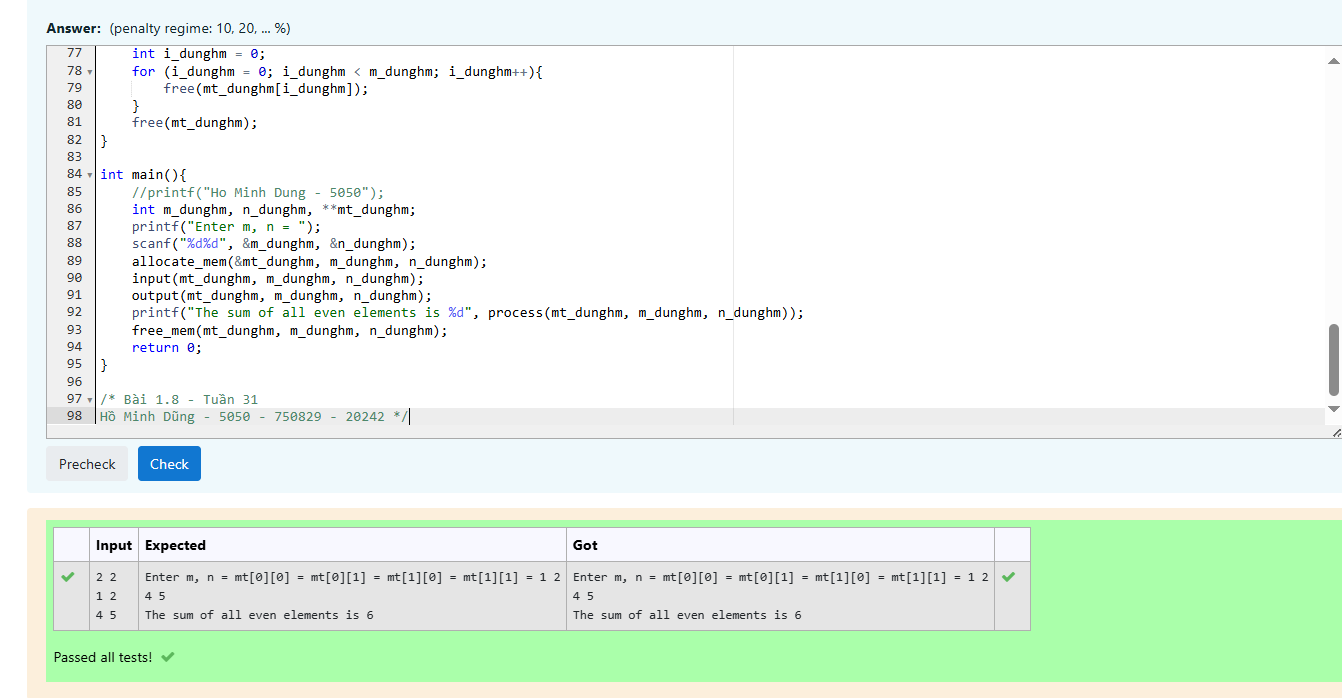 Answer: (penalty regime: 10, 20, ... %)
77 int i_dunghm = 0;
78 for (i_dunghm = 0; i_dunghm < m_dunghm; i_dunghm++){
79 free(mt_dunghm[i_dunghm]);
80 }
81 free(mt_dunghm);
82 }
83
84 int main(){
85 //printf("Ho Minh Dung - 5050");
86 int m_dunghm, n_dunghm, **mt_dunghm;
87 printf("Enter m, n = ");
88 scanf("%d%d", &m_dunghm, &n_dunghm);
89 allocate_mem(&mt_dunghm, m_dunghm, n_dunghm);
90 input(mt_dunghm, m_dunghm, n_dunghm);
91 output(mt_dunghm, m_dunghm, n_dunghm);
92 printf("The sum of all even elements is %d", process(mt_dunghm, m_dunghm, n_dunghm));
93 free_mem(mt_dunghm, m_dunghm, n_dunghm);
94 return 0;
95 }
96
97 /* Bài 1.8 - Tuần 31
98 Hồ Minh Dũng - 5050 - 750829 - 20242 */
Precheck Check
Input Expected Got
2 2 Enter m, n = mt[0][0] = mt[0][1] = mt[1][0] = mt[1][1] = 1 2 Enter m, n = mt[0][0] = mt[0][1] = mt[1][0] = mt[1][1] = 1 2
1 2 4 5 4 5
4 5 The sum of all even elements is 6 The sum of all even elements is 6
Passed all tests!